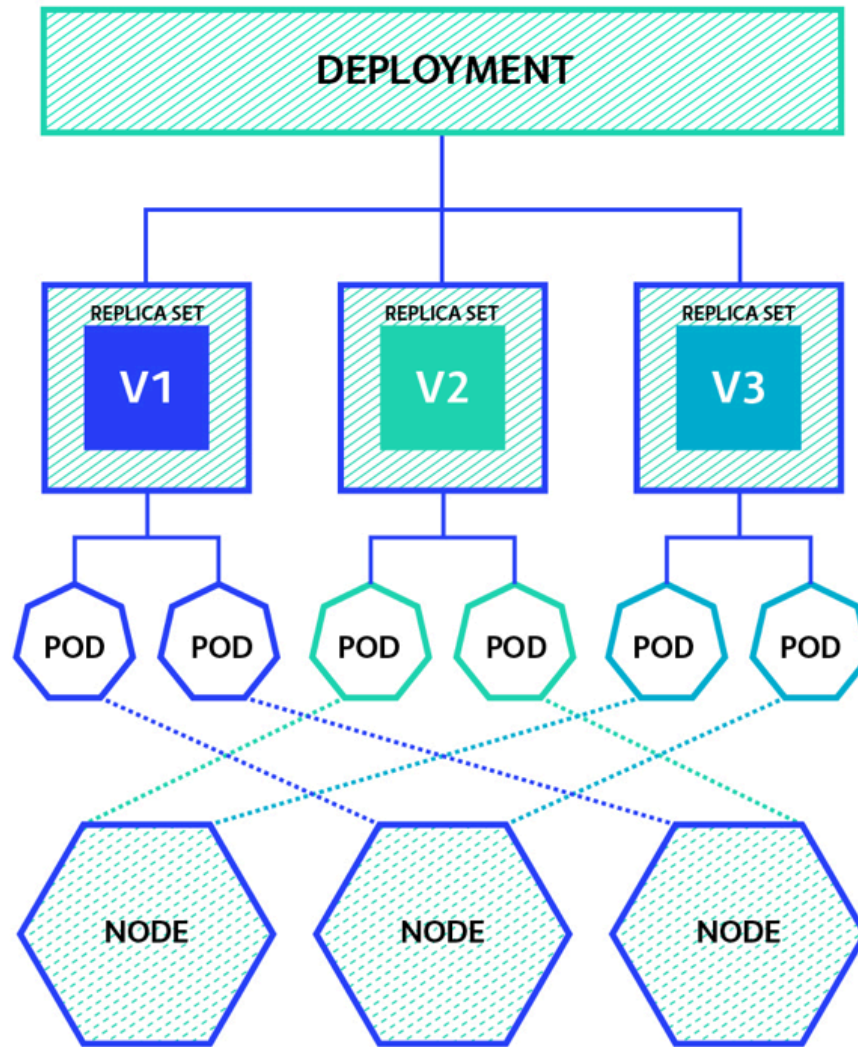 DEPLOYMENT
REPLICA SET
V1
REPLICA SET
V2
REPLICA SET
V3
POD
POD
POD
POD
POD
POD
NODE
NODE
NODE